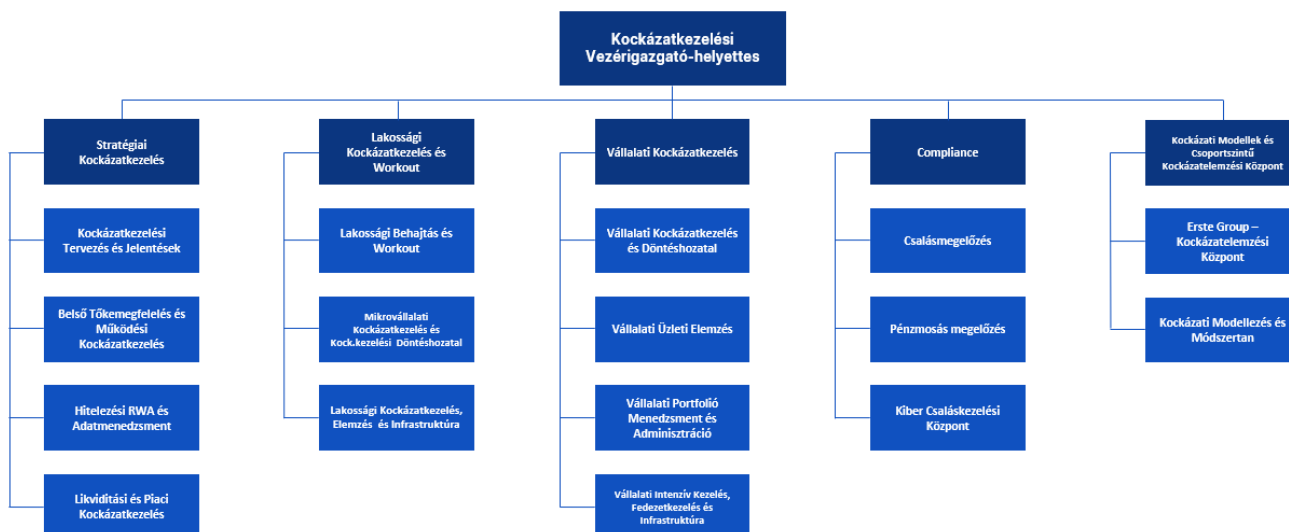 Kockázatkezelési
Vezérigazgató-helyettes
Stratégiai
Kockázatkezelés
Kockázatkezelési
Tervezés és Jelentések
Belső Tőkemegfelelés és
Működési
Kockázatkezelés
Hitelezési RWA és
Adatmenedzsment
Likviditási és Piaci
Kockázatkezelés
Lakossági
Kockázatkezelés és
Workout
Lakossági Behajtás és
Workout
Mikrovállalati
Kockázatkezelés és
Kock.kezelési Döntéshozatal
Lakossági Kockázatkezelés,
Elemzés és Infrastruktúra
Vállalati Kockázatkezelés
Vállalati Kockázatkezelés
és Döntéshozatal
Vállalati Üzleti Elemzés
Vállalati Portfolió
Menedzsment és
Adminisztráció
Vállalati Intenzív Kezelés,
Fedezetkezelés és
Infrastruktúra
Compliance
Csalásmegelőzés
Pénzmosás megelőzés
Kiber Csaláskezelési
Központ
Kockázati Modellek és
Csoportszintű
Kockázatelemzési Központ
Erste Group –
Kockázatelemzési
Központ
Kockázati Modellezés és
Módszertan